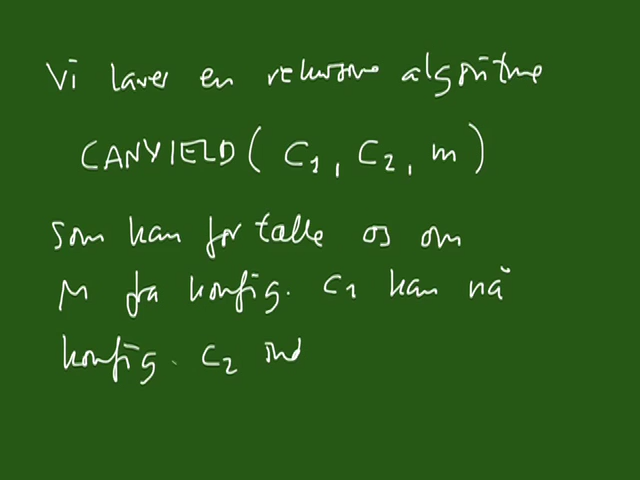 Vi laver en rekursiv algoritme
CANYIELD(C₁, C₂, m)
som kan fortælle os om
M fra konfig. C₁ kan nå
konfig. C₂ ind